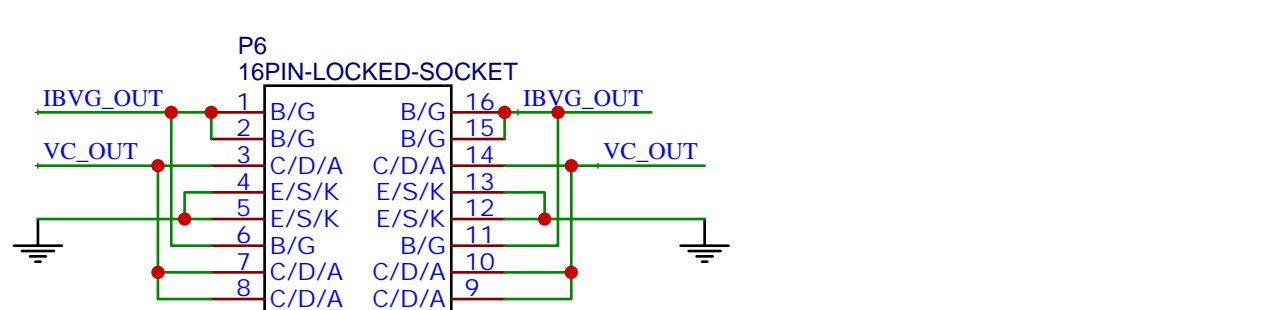 P6
16PIN-LOCKED-SOCKET
IBVG_OUT 1 B/G B/G 16 IBVG_OUT
2 B/G B/G 15
VC_OUT 3 C/D/A C/D/A 14 VC_OUT
4 E/S/K E/S/K 13
5 E/S/K E/S/K 12
6 B/G B/G 11
7 C/D/A C/D/A 10
8 C/D/A C/D/A 9